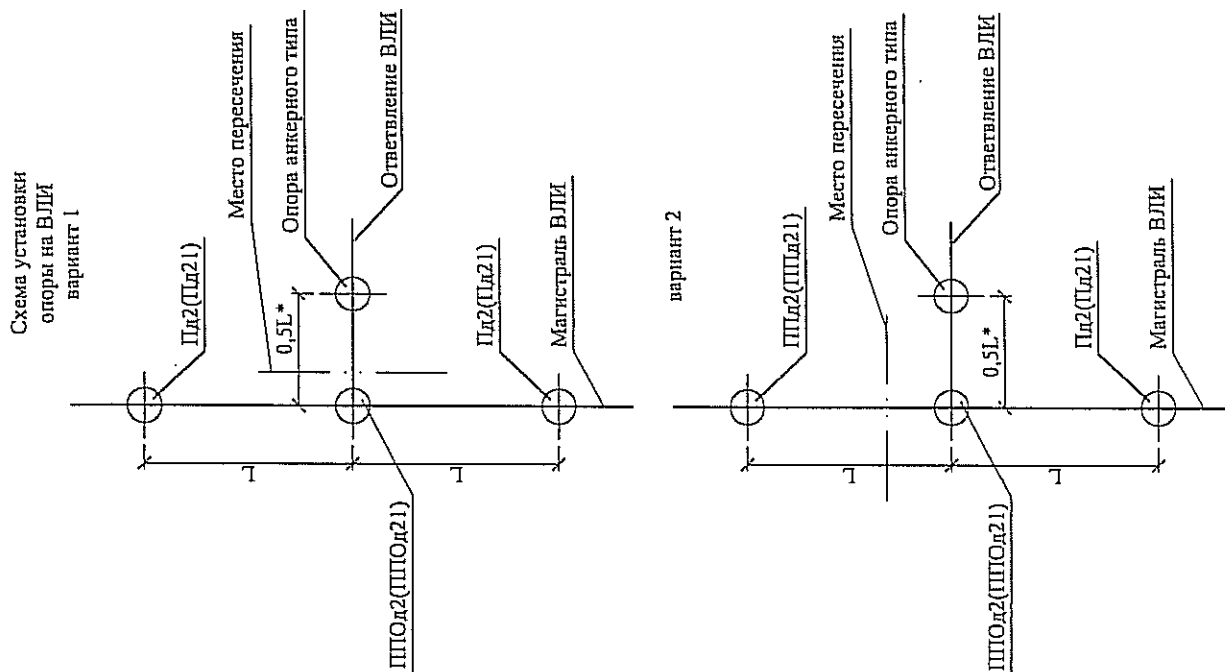 Схема установки
опоры на ВЛИ
вариант 1
Пд2(Пд21)
Место пересечения
Опора анкерного типа
Ответвление ВЛИ
0,5L*
Пд2(Пд21)
Магистраль ВЛИ
L
L
ППОд2(ППОд21)
вариант 2
ППд2(ППд21)
Место пересечения
Опора анкерного типа
Ответвление ВЛИ
0,5L*
Пд2(Пд21)
Магистраль ВЛИ
L
L
ППОд2(ППОд21)